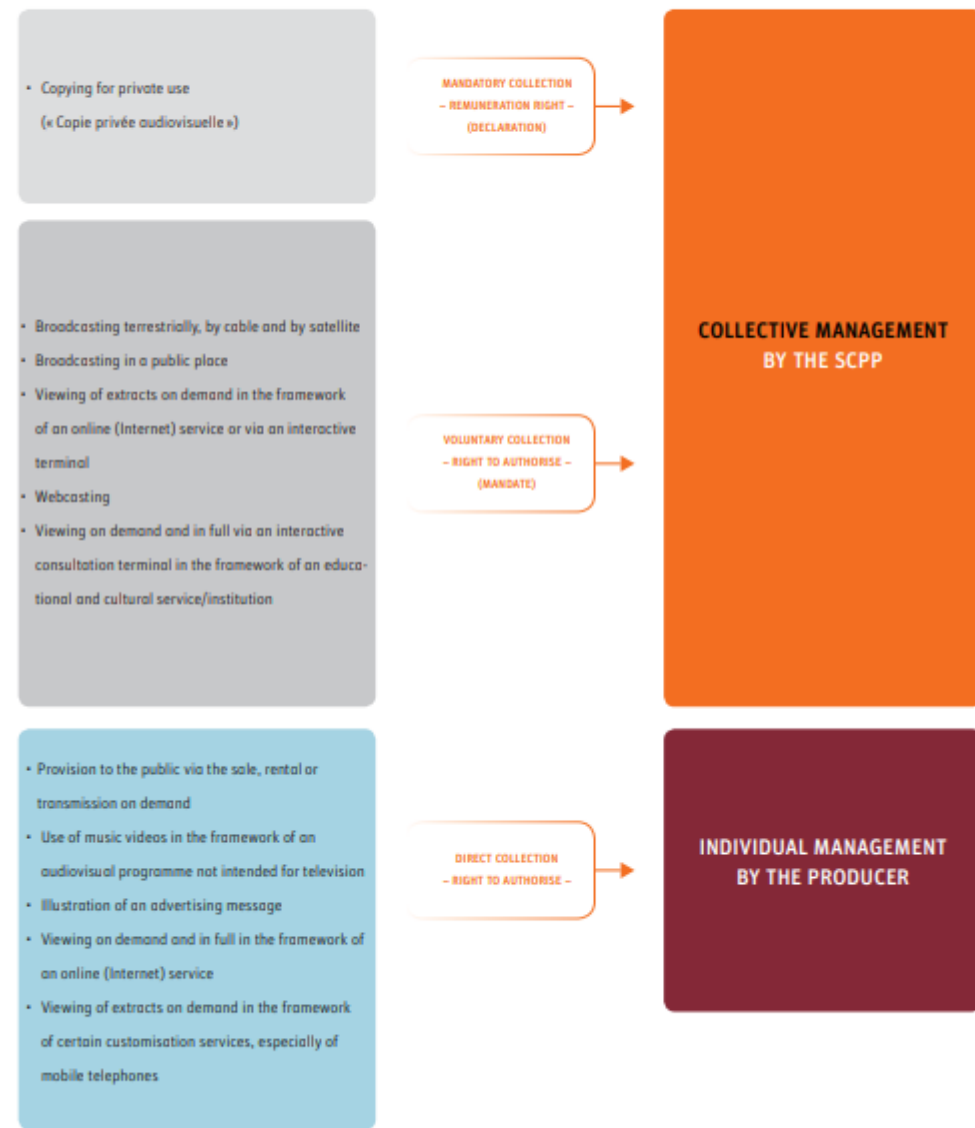 • Copying for private use
(« Copie privée audiovisuelle »)
MANDATORY COLLECTION
– REMUNERATION RIGHT –
(DECLARATION)
• Broadcasting terrestrially, by cable and by satellite
• Broadcasting in a public place
• Viewing of extracts on demand in the framework
of an online (Internet) service or via an interactive
terminal
• Webcasting
• Viewing on demand and in full via an interactive
consultation terminal in the framework of an educa-
tional and cultural service/institution
VOLUNTARY COLLECTION
– RIGHT TO AUTHORISE –
(MANDATE)
COLLECTIVE MANAGEMENT
BY THE SCPP
• Provision to the public via the sale, rental or
transmission on demand
• Use of music videos in the framework of an
audiovisual programme not intended for television
• Illustration of an advertising message
• Viewing on demand and in full in the framework of
an online (Internet) service
• Viewing of extracts on demand in the framework
of certain customisation services, especially of
mobile telephones
DIRECT COLLECTION
– RIGHT TO AUTHORISE –
INDIVIDUAL MANAGEMENT
BY THE PRODUCER